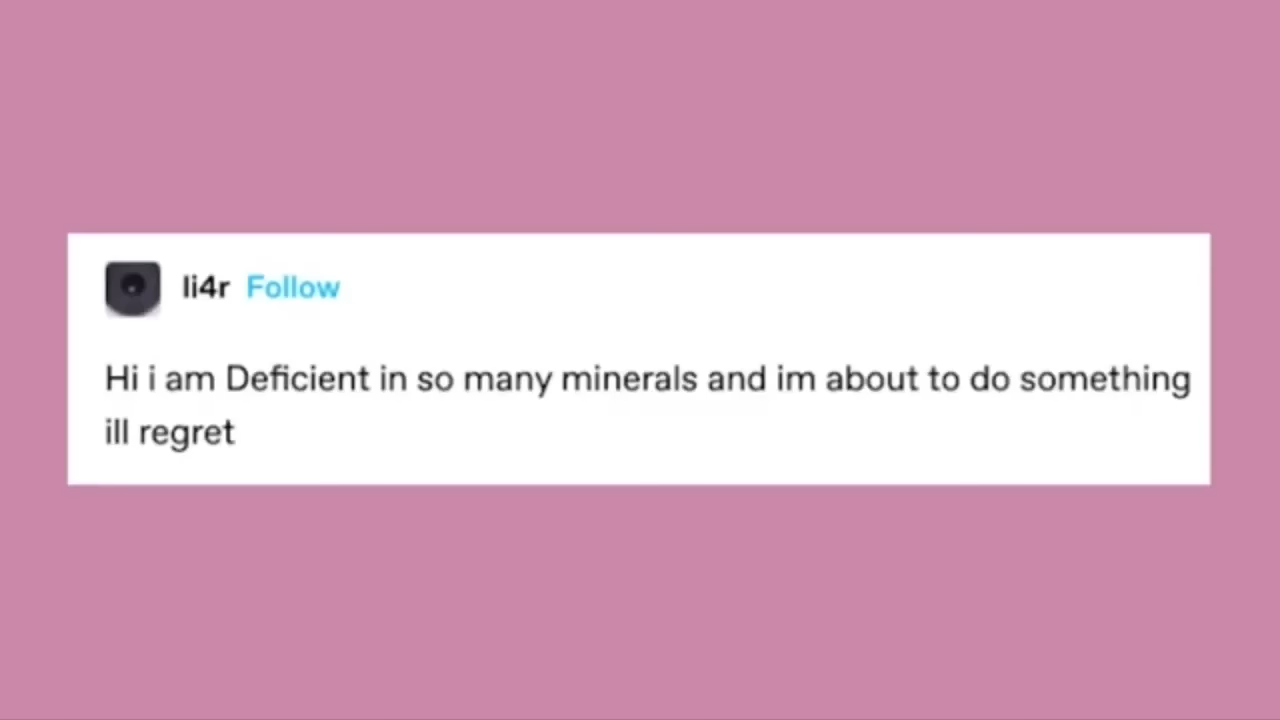 li4r Follow
Hi i am Deficient in so many minerals and im about to do something
ill regret